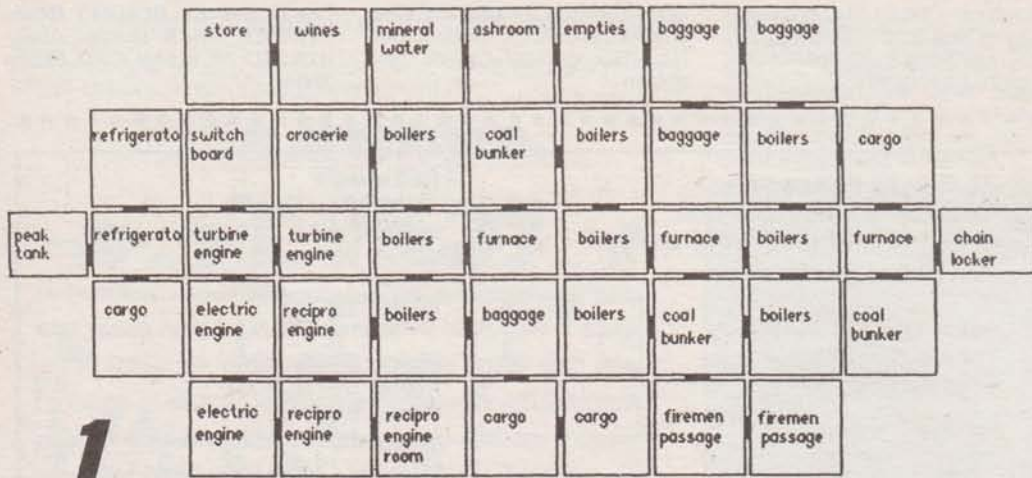 store wines mineral ashroom empties baggage baggage
water
refrigerato switch crocerie boilers coal boilers baggage boilers cargo
board bunker
peak refrigerato turbine turbine boilers furnace boilers furnace boilers furnace chain
tank engine engine locker
cargo electric recipro boilers baggage boilers coal boilers coal
engine engine bunker bunker
electric recipro recipro cargo cargo firemen firemen
engine engine engine passage passage
room
1